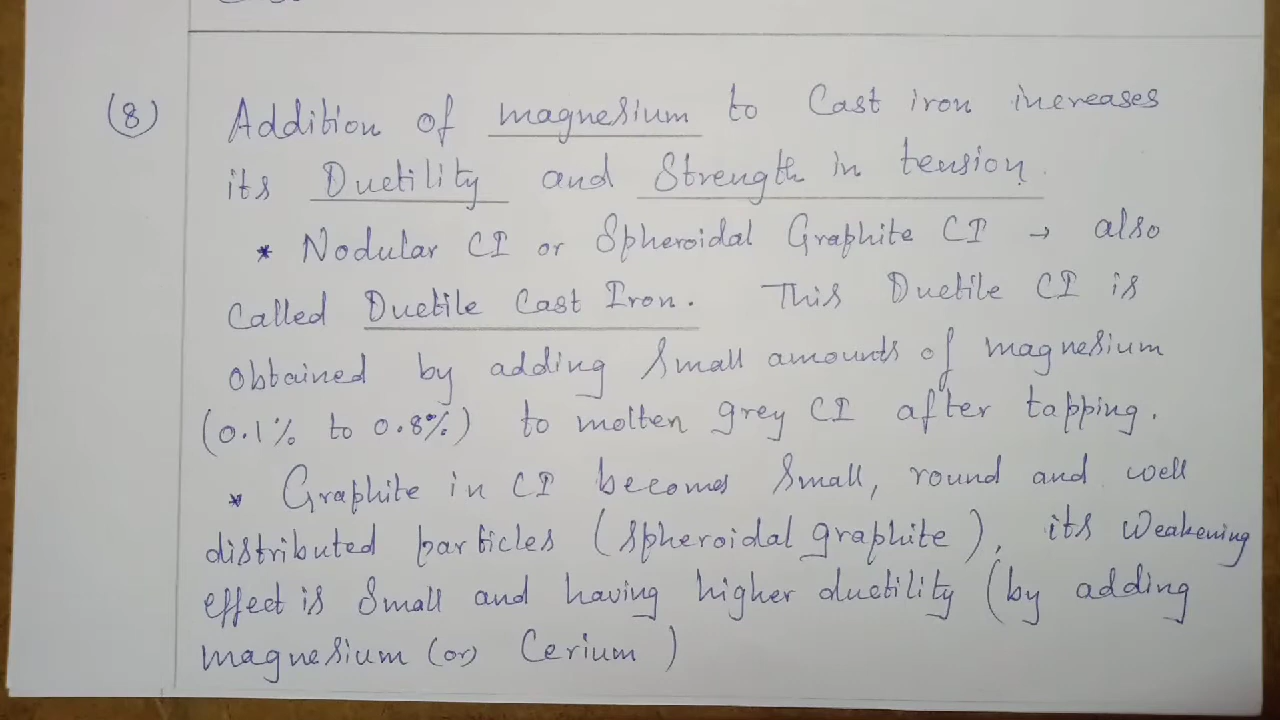 (8) Addition of magnesium to Cast iron increases
its Ductility and Strength in tension.
* Nodular CI or Spheroidal Graphite CI → also
Called Ductile Cast Iron. This Ductile CI is
obtained by adding small amounts of magnesium
(0.1% to 0.8%) to molten grey CI after tapping.
* Graphite in CI becomes small, round and well
distributed particles (spheroidal graphite), its weakening
effect is small and having higher ductility (by adding
magnesium (or) Cerium)